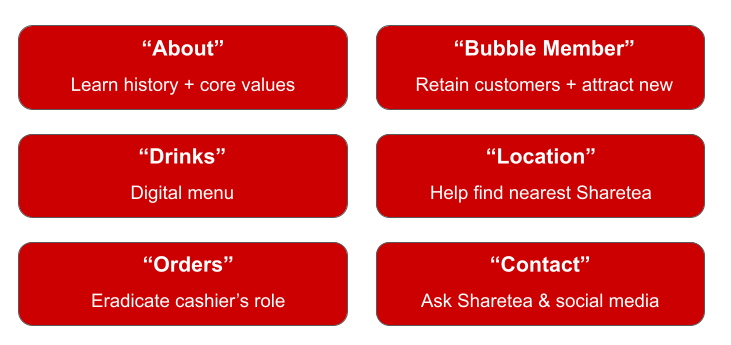 “About”
Learn history + core values
“Bubble Member”
Retain customers + attract new
“Drinks”
Digital menu
“Location”
Help find nearest Sharetea
“Orders”
Eradicate cashier’s role
“Contact”
Ask Sharetea & social media